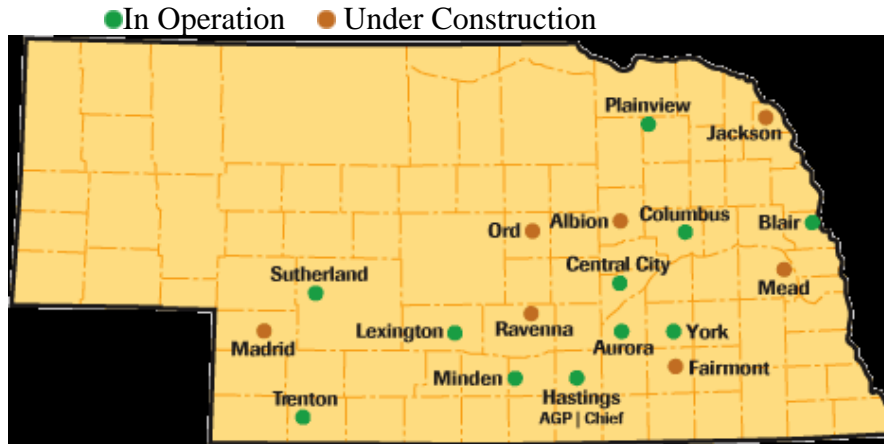 In Operation Under Construction
Plainview
Jackson
Albion
Columbus
Blair
Ord
Central City
Sutherland
Mead
Lexington
Ravenna
York
Madrid
Aurora
Fairmont
Minden
Hastings
AGP | Chief
Trenton